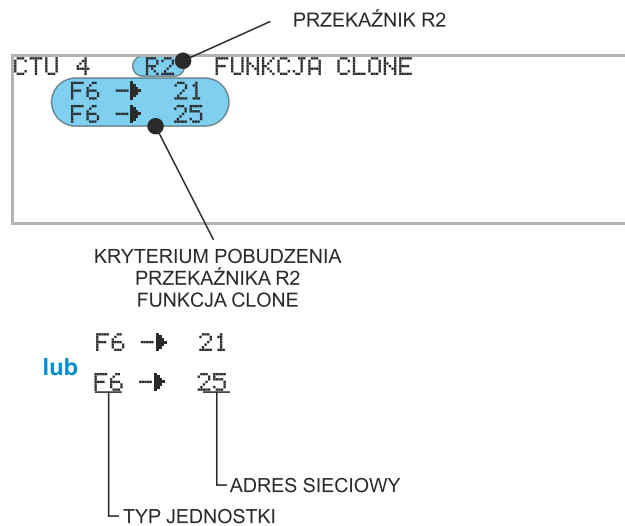 PRZEKAŹNIK R2
CTU 4 R2 FUNKCJA CLONE
F6 → 21
F6 → 25
KRYTERIUM POBUDZENIA
PRZEKAŹNIKA R2
FUNKCJA CLONE
F6 → 21
lub
F6 → 25
ADRES SIECIOWY
TYP JEDNOSTKI